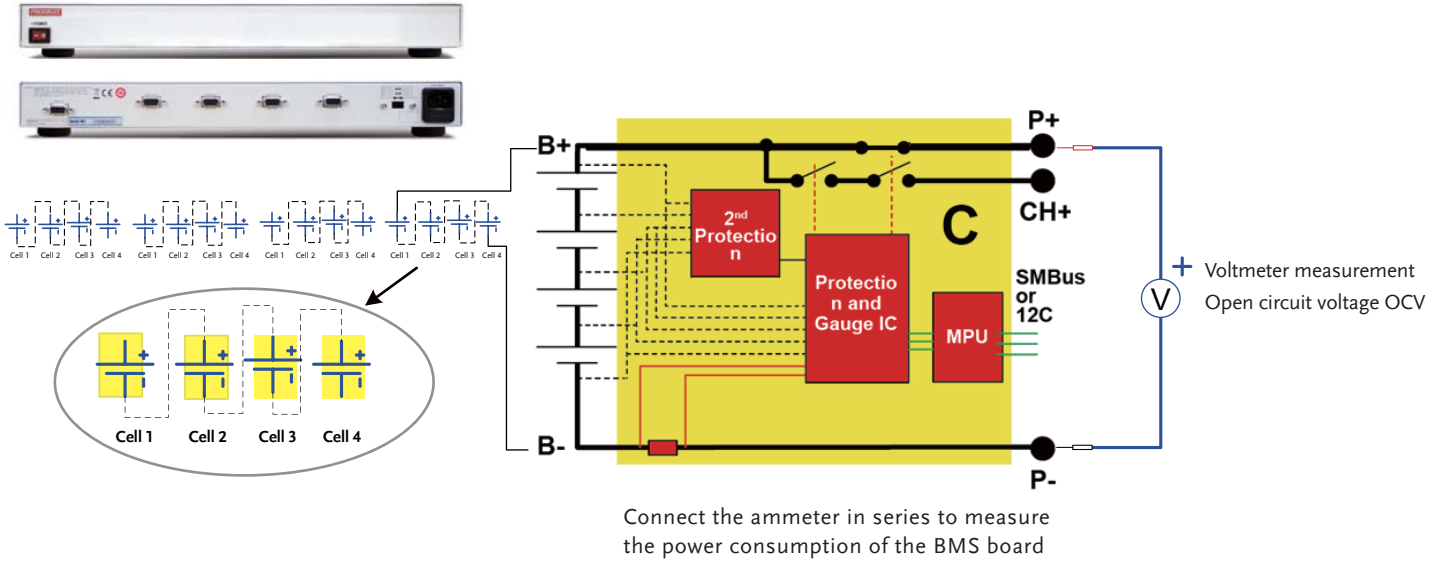 POWER
B+
P+
CH+
C
2nd
Protectio
n
Protectio
n and
Gauge IC
MPU
SMBus
or
12C
+
V
Voltmeter measurement
Open circuit voltage OCV
Cell 1 Cell 2 Cell 3 Cell 4
Cell 1 Cell 2 Cell 3 Cell 4
Cell 1 Cell 2 Cell 3 Cell 4
Cell 1 Cell 2 Cell 3 Cell 4
Cell 1 Cell 2 Cell 3 Cell 4
B-
P-
Connect the ammeter in series to measure
the power consumption of the BMS board